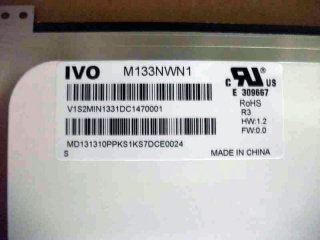 IVO M133NWN1
V1S2MIN1331DC1470001
MD131310PPKS1KS7DCE0024
S
C US
E 309667
RoHS
R3
HW:1.2
FW:0.0
MADE IN CHINA